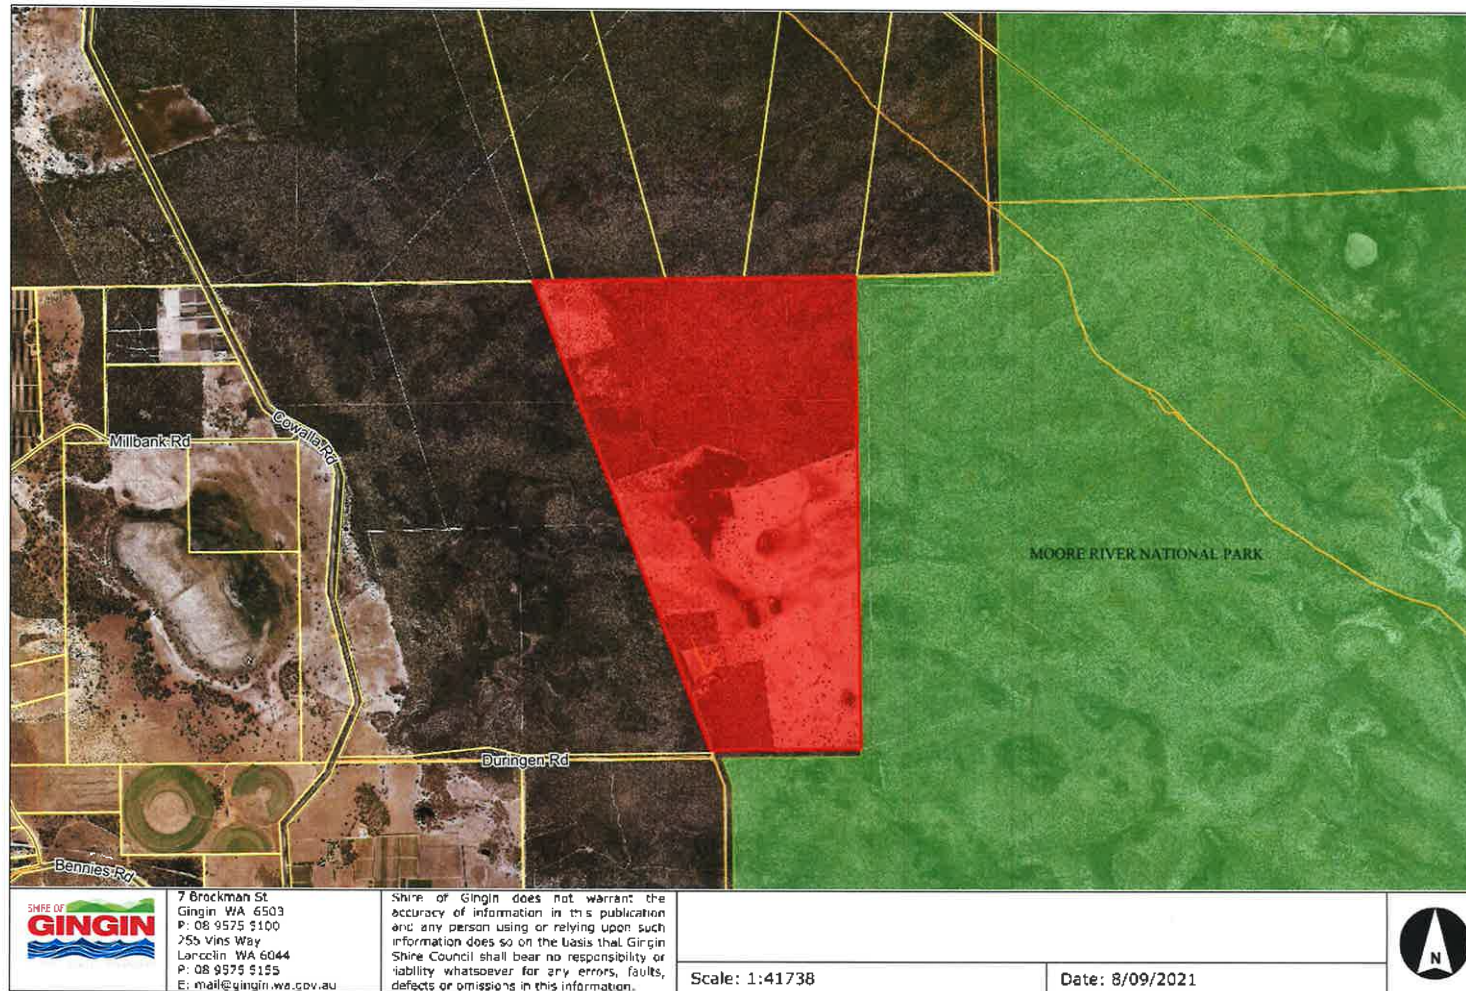 Cowalla Rd
Millbank Rd
MOORE RIVER NATIONAL PARK
Duringen Rd
Bennies Rd
SHIRE OF
GINGIN
7 Brockman St
Gingin WA 6503
P: 08 9575 5100
255 Vins Way
Lancelin WA 6044
P: 08 9575 5155
E: mail@gingin.wa.gov.au
Shire of Gingin does not warrant the
accuracy of information in this publication
and any person using or relying upon such
information does so on the basis that Gingin
Shire Council shall bear no responsibility or
liability whatsoever for any errors, faults,
defects or omissions in this information.
Scale: 1:41738
Date: 8/09/2021
N